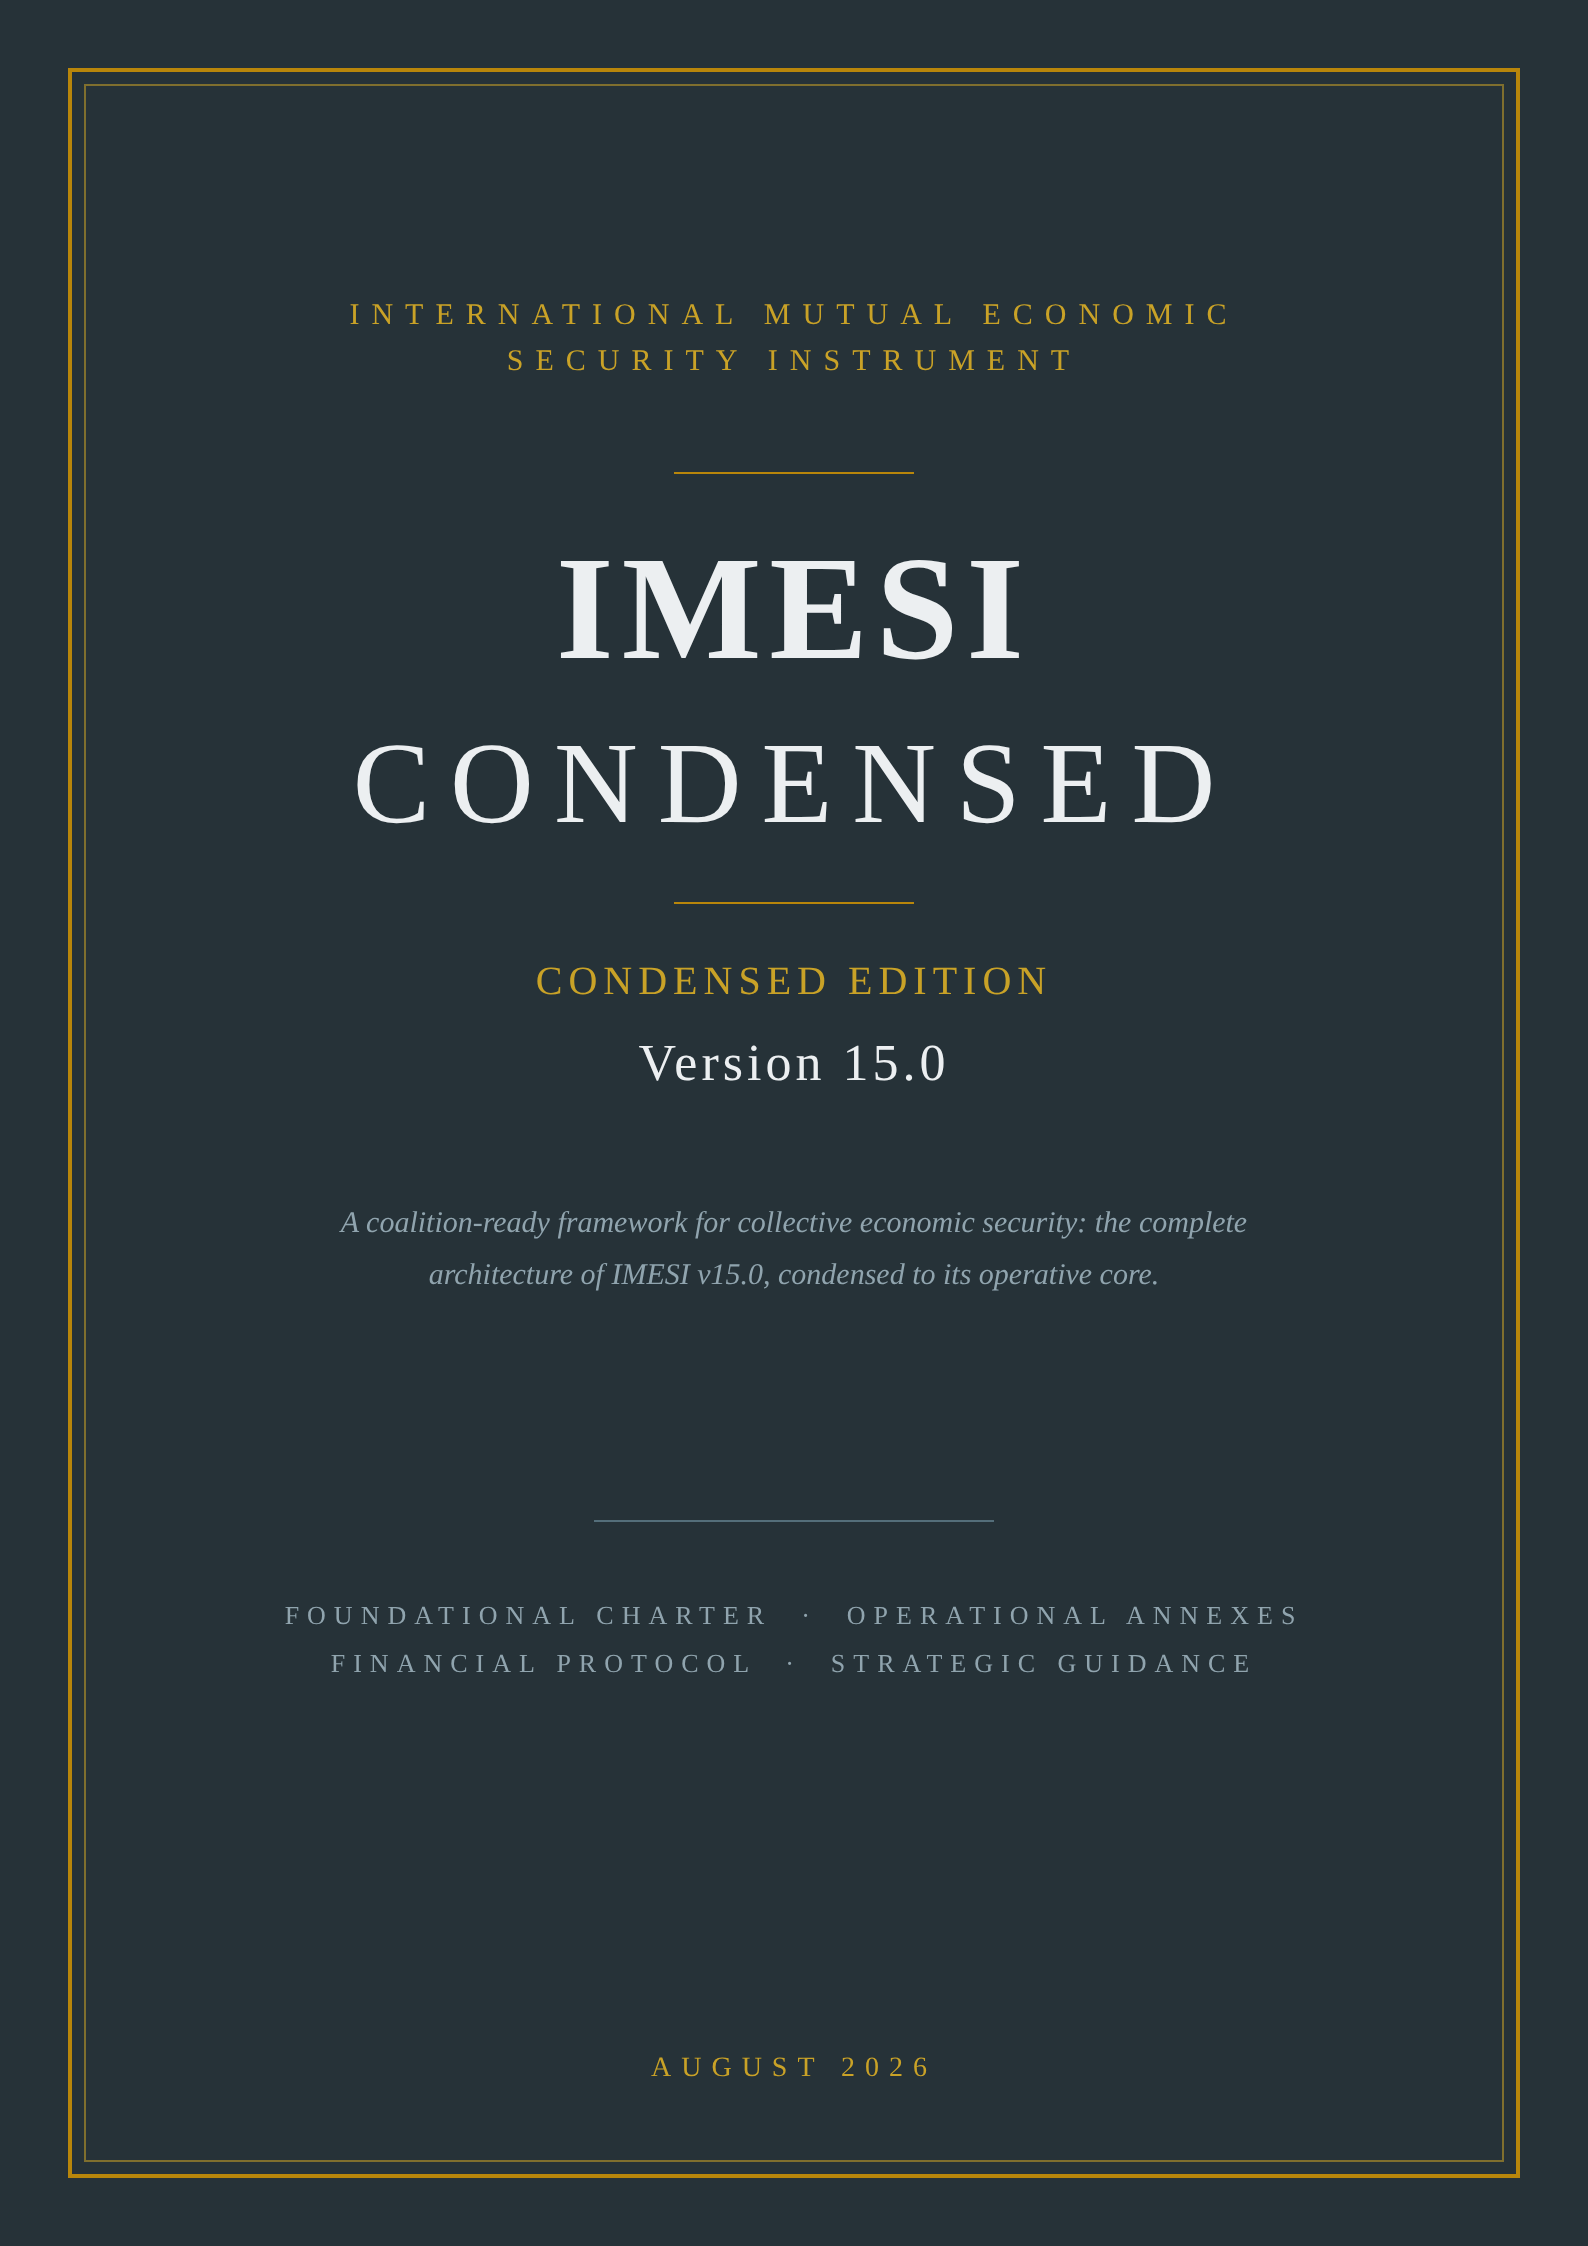 INTERNATIONAL MUTUAL ECONOMIC
SECURITY INSTRUMENT
IMESI
CONDENSED
CONDENSED EDITION
Version 15.0
A coalition-ready framework for collective economic security: the complete
architecture of IMESI v15.0, condensed to its operative core.
FOUNDATIONAL CHARTER · OPERATIONAL ANNEXES
FINANCIAL PROTOCOL · STRATEGIC GUIDANCE
AUGUST 2026